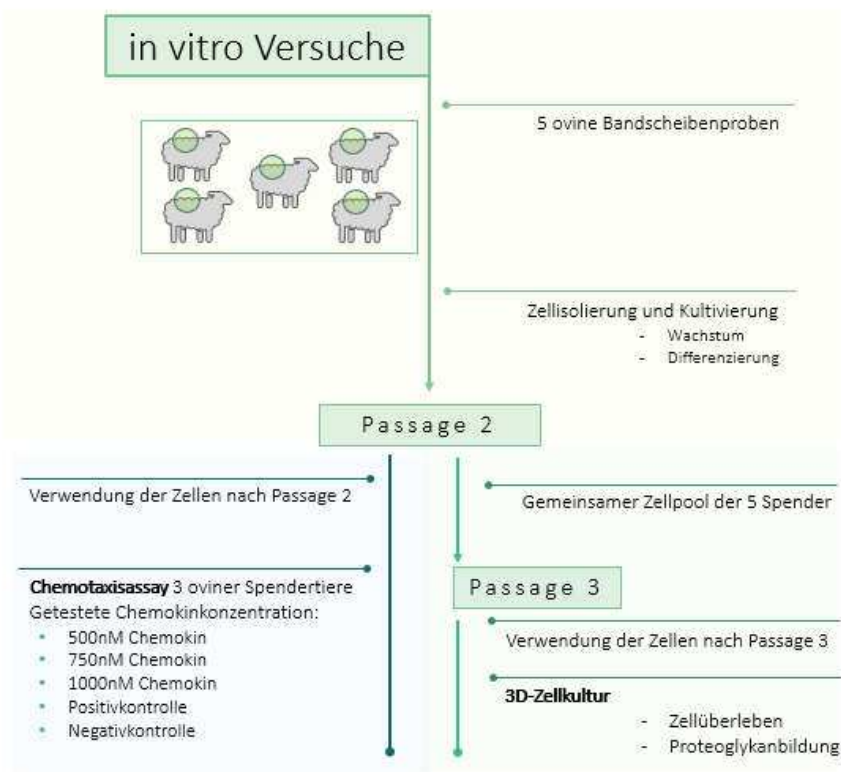 in vitro Versuche
5 ovine Bandscheibenproben
Zellisolierung und Kultivierung
- Wachstum
- Differenzierung
Passage 2
Verwendung der Zellen nach Passage 2
Chemotaxisassay 3 oviner Spendertiere
Getestete Chemokinkonzentration:
• 500nM Chemokin
• 750nM Chemokin
• 1000nM Chemokin
• Positivkontrolle
• Negativkontrolle
Gemeinsamer Zellpool der 5 Spender
Passage 3
Verwendung der Zellen nach Passage 3
3D-Zellkultur
- Zellüberleben
- Proteoglykanbildung